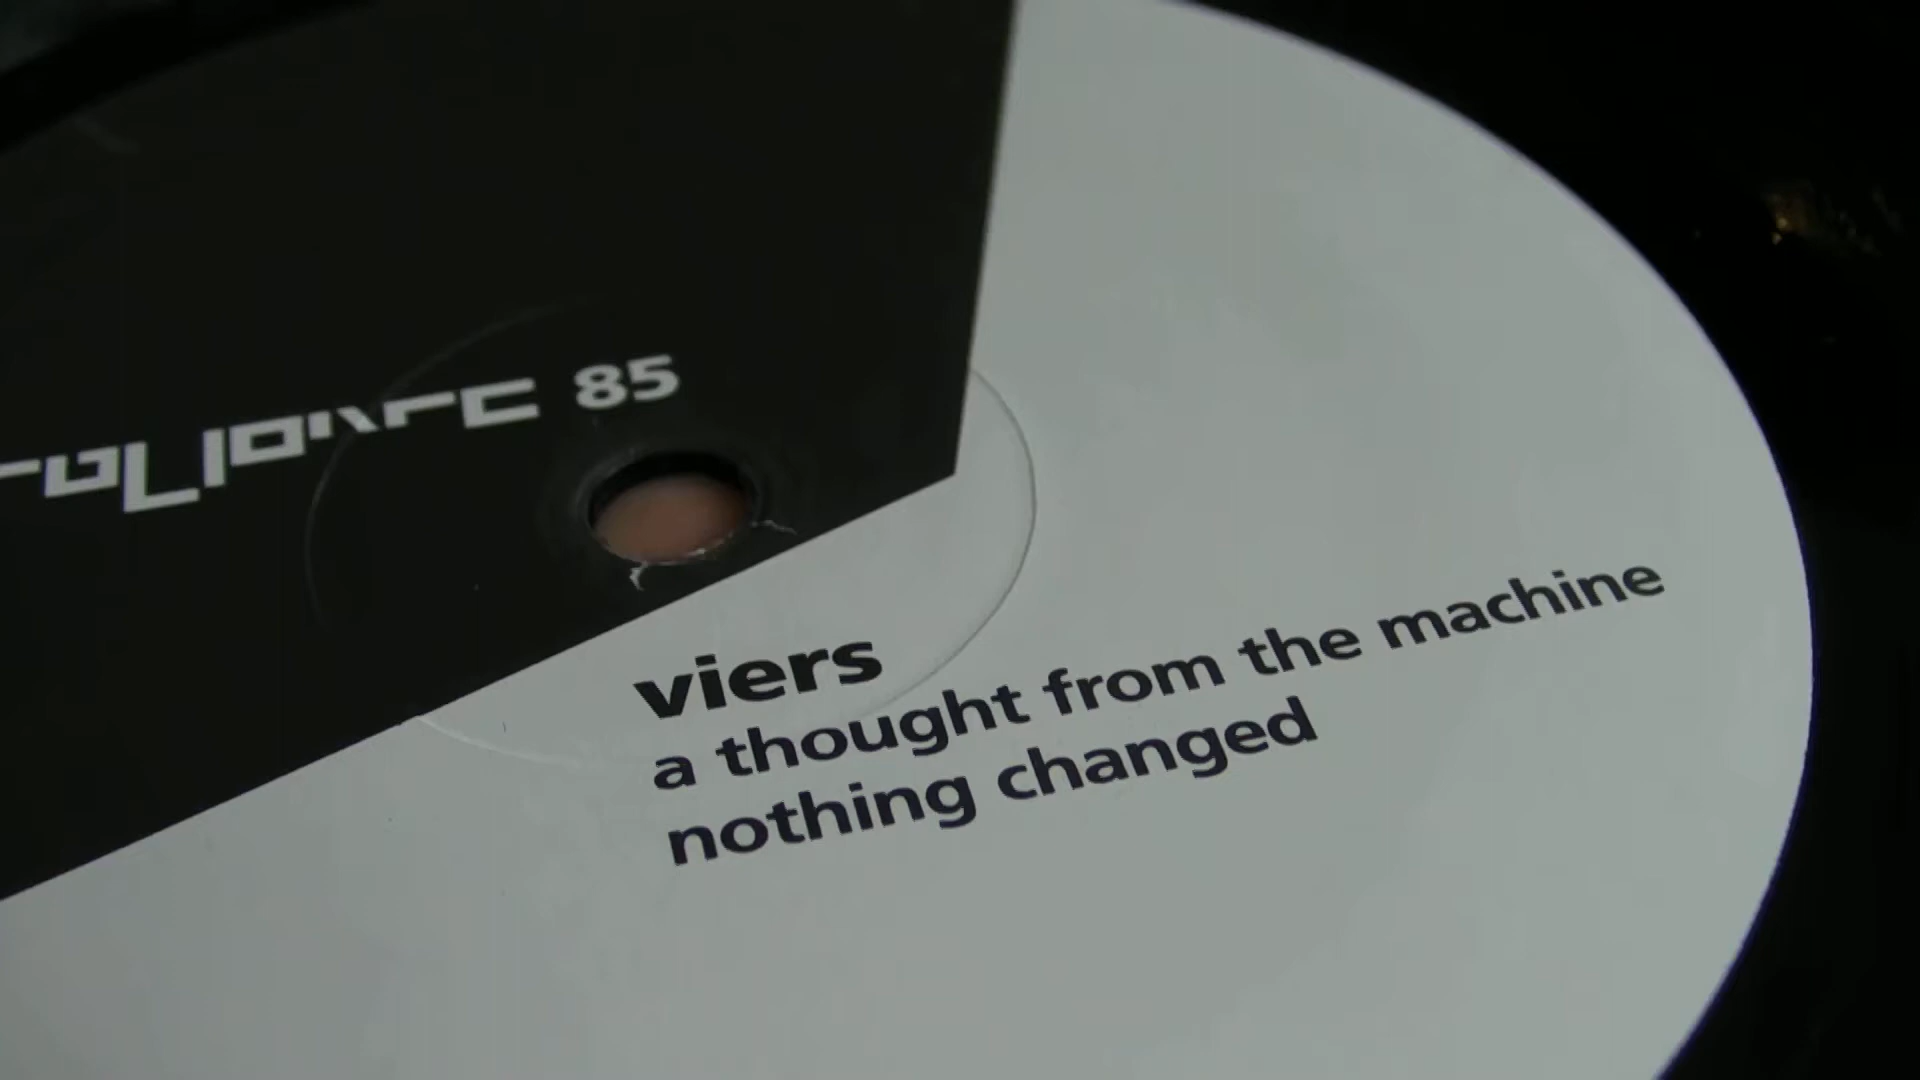 85
viers
a thought from the machine
nothing changed